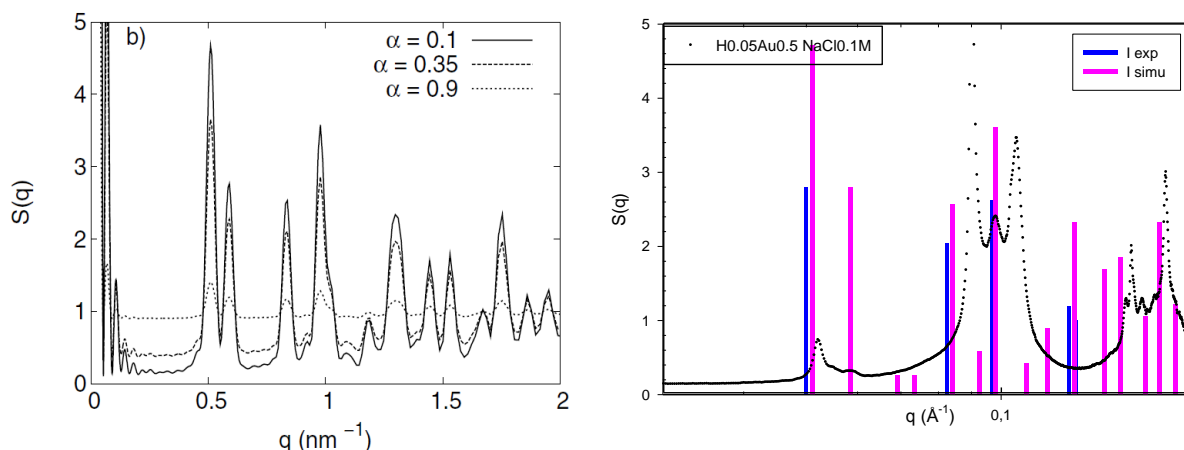 b)
α = 0.1
α = 0.35
α = 0.9
S(q)
5
4
3
2
1
0
0 0.5 1 1.5 2
q (nm ⁻¹)
H0.05Au0.5 NaCl0.1M
I exp
I simu
S(q)
5
4
3
2
1
0
q (Å⁻¹)
0,1